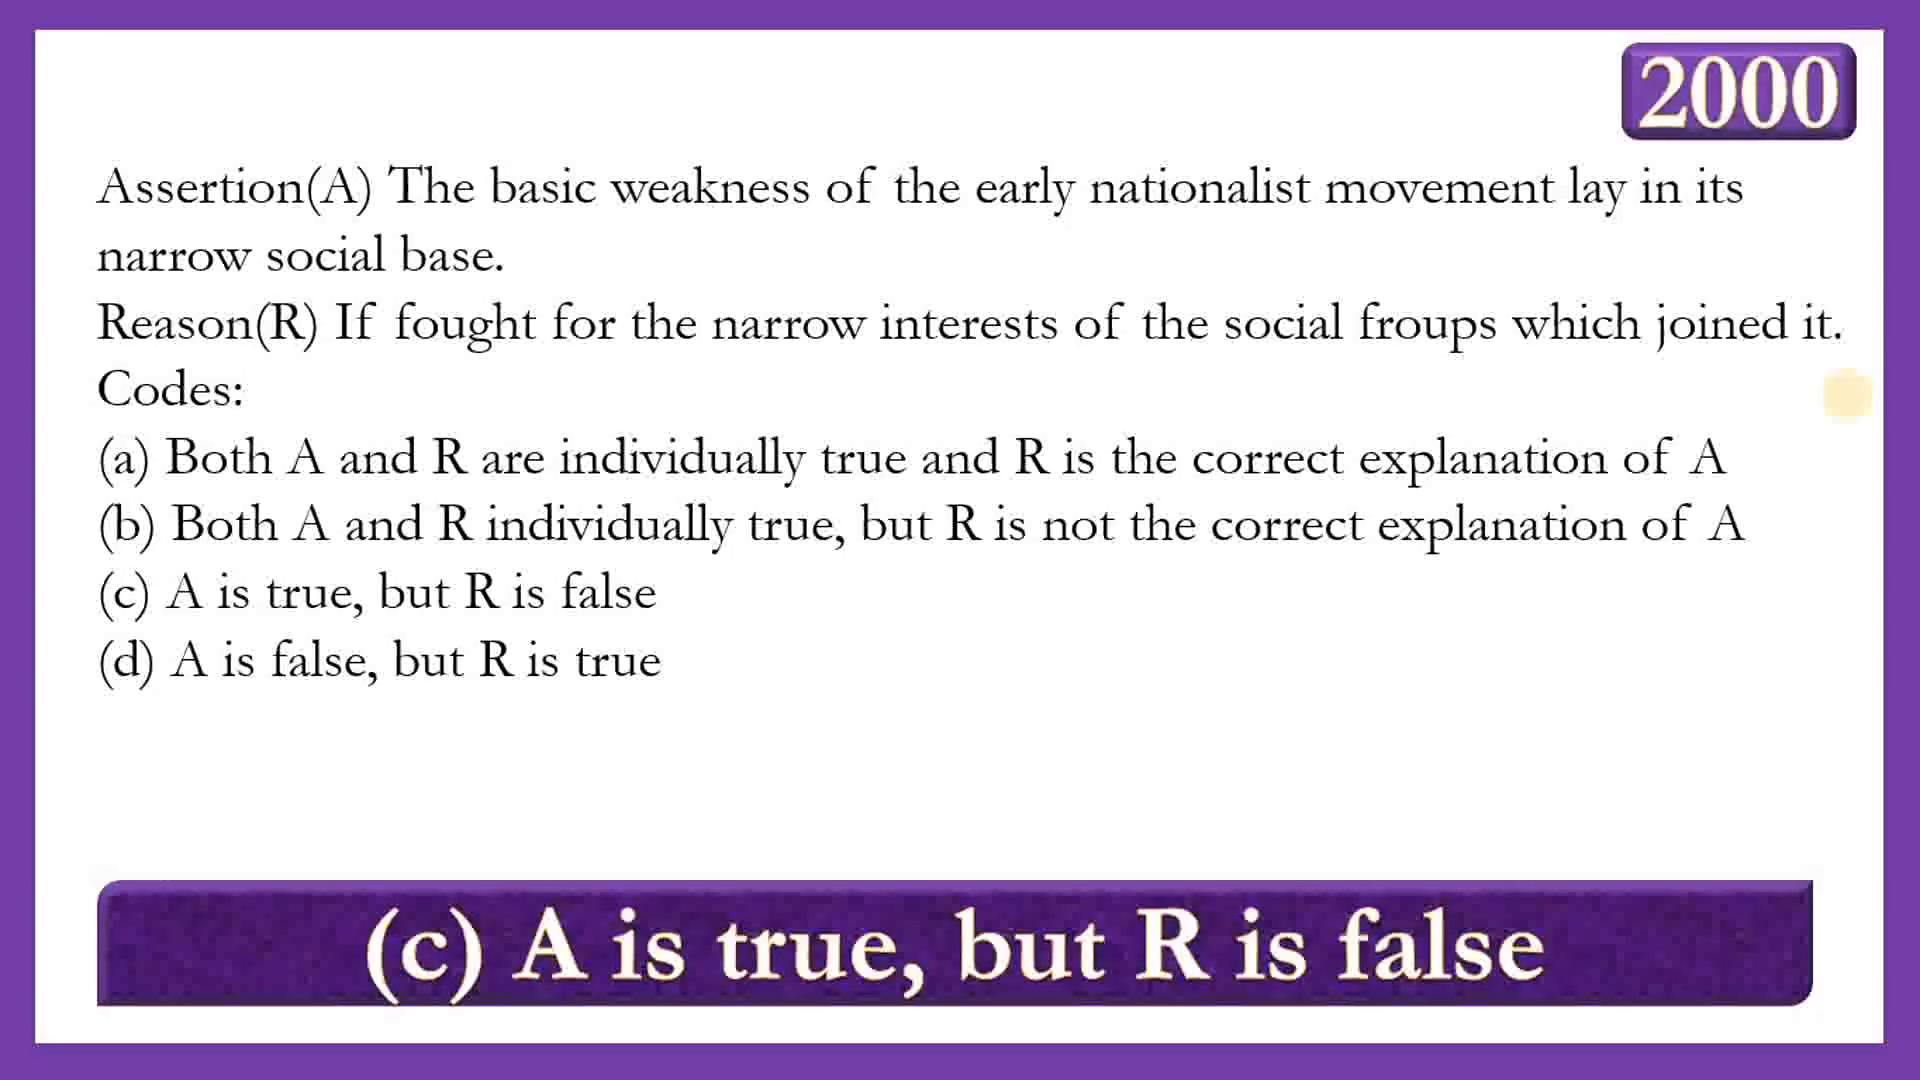 2000
Assertion(A) The basic weakness of the early nationalist movement lay in its
narrow social base.
Reason(R) If fought for the narrow interests of the social froups which joined it.
Codes:
(a) Both A and R are individually true and R is the correct explanation of A
(b) Both A and R individually true, but R is not the correct explanation of A
(c) A is true, but R is false
(d) A is false, but R is true
(c) A is true, but R is false